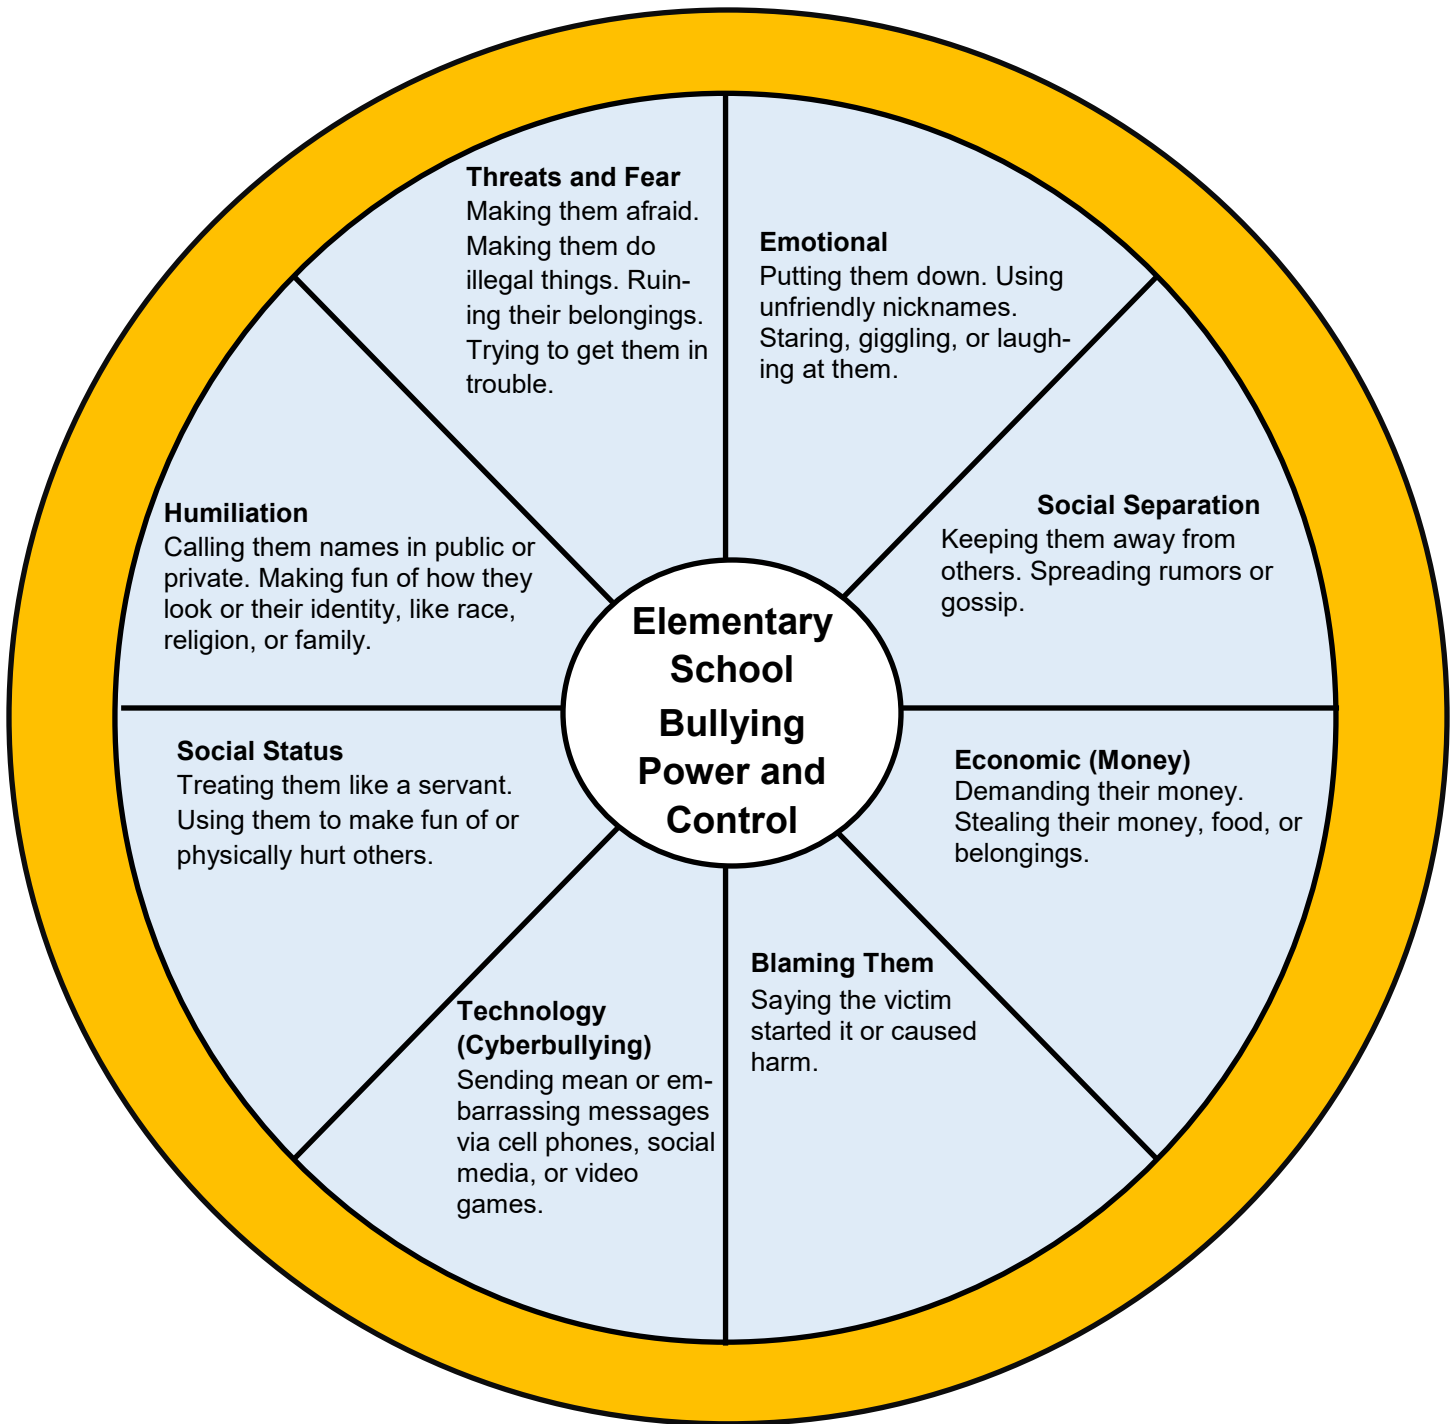 Threats and Fear
Making them afraid.
Making them do
illegal things. Ruin-
ing their belongings.
Trying to get them in
trouble.
Emotional
Putting them down. Using
unfriendly nicknames.
Staring, giggling, or laugh-
ing at them.
Humiliation
Calling them names in public or
private. Making fun of how they
look or their identity, like race,
religion, or family.
Social Separation
Keeping them away from
others. Spreading rumors or
gossip.
Elementary
School
Bullying
Power and
Control
Social Status
Treating them like a servant.
Using them to make fun of or
physically hurt others.
Economic (Money)
Demanding their money.
Stealing their money, food, or
belongings.
Technology
(Cyberbullying)
Sending mean or em-
barrassing messages
via cell phones, social
media, or video
games.
Blaming Them
Saying the victim
started it or caused
harm.